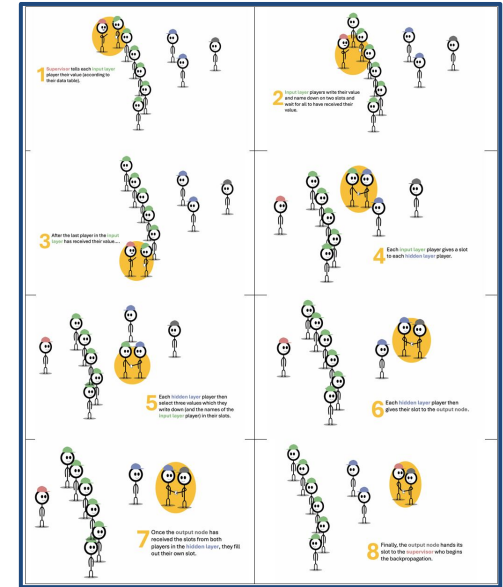 1
Supervisor tells each input layer
player their value (according to
their data table).
2
Input layer players write their value
and name down on two slots and
wait for all to have received their
value.
3
After the last player in the input
layer has received their value....
4
Each input layer player gives a slot
to each hidden layer player.
5
Each hidden layer player then
select three values which they
write down (and the names of the
input layer player) in their slots.
6
Each hidden layer player then
gives their slot to the output node.
7
Once the output node has
received the slots from both
players in the hidden layer, they fill
out their own slot.
8
Finally, the output node hands its
slot to the supervisor who begins
the backpropagation.